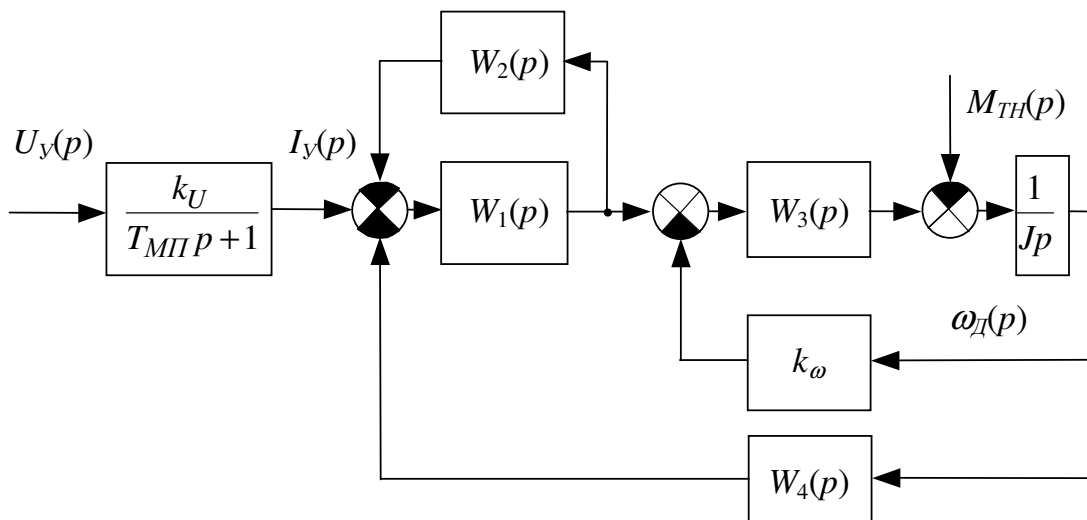 W₂(p)
M_ТН(p)
U_У(p)
I_У(p)
k_U
T_МП p + 1
W₁(p)
W₃(p)
1
Jp
ω_Д(p)
k_ω
W₄(p)